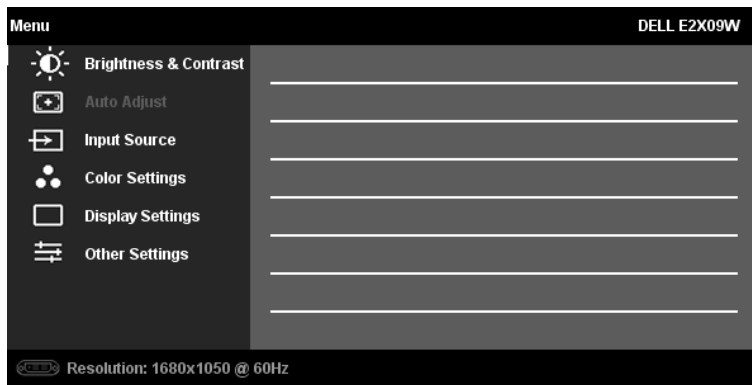 Menu DELL E2X09W
Brightness & Contrast
Auto Adjust
Input Source
Color Settings
Display Settings
Other Settings
Resolution: 1680x1050 @ 60Hz